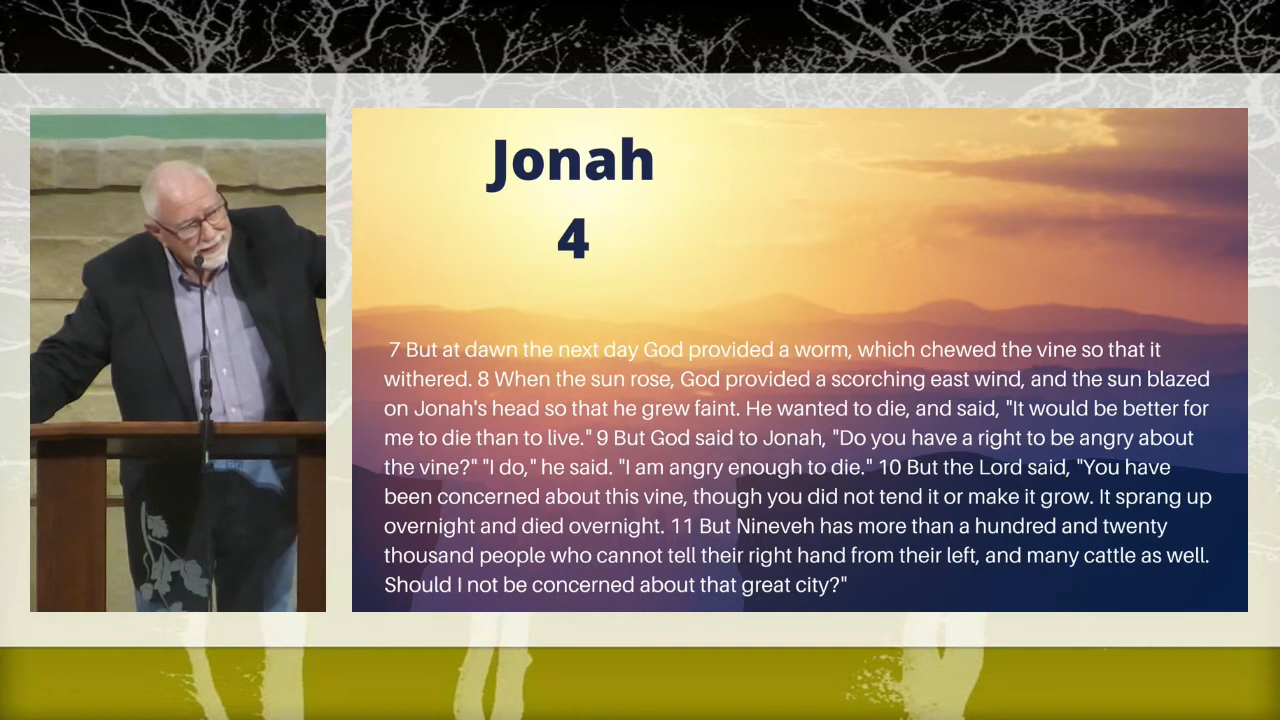 Jonah
4
7 But at dawn the next day God provided a worm, which chewed the vine so that it
withered. 8 When the sun rose, God provided a scorching east wind, and the sun blazed
on Jonah's head so that he grew faint. He wanted to die, and said, "It would be better for
me to die than to live." 9 But God said to Jonah, "Do you have a right to be angry about
the vine?" "I do," he said. "I am angry enough to die." 10 But the Lord said, "You have
been concerned about this vine, though you did not tend it or make it grow. It sprang up
overnight and died overnight. 11 But Nineveh has more than a hundred and twenty
thousand people who cannot tell their right hand from their left, and many cattle as well.
Should I not be concerned about that great city?"